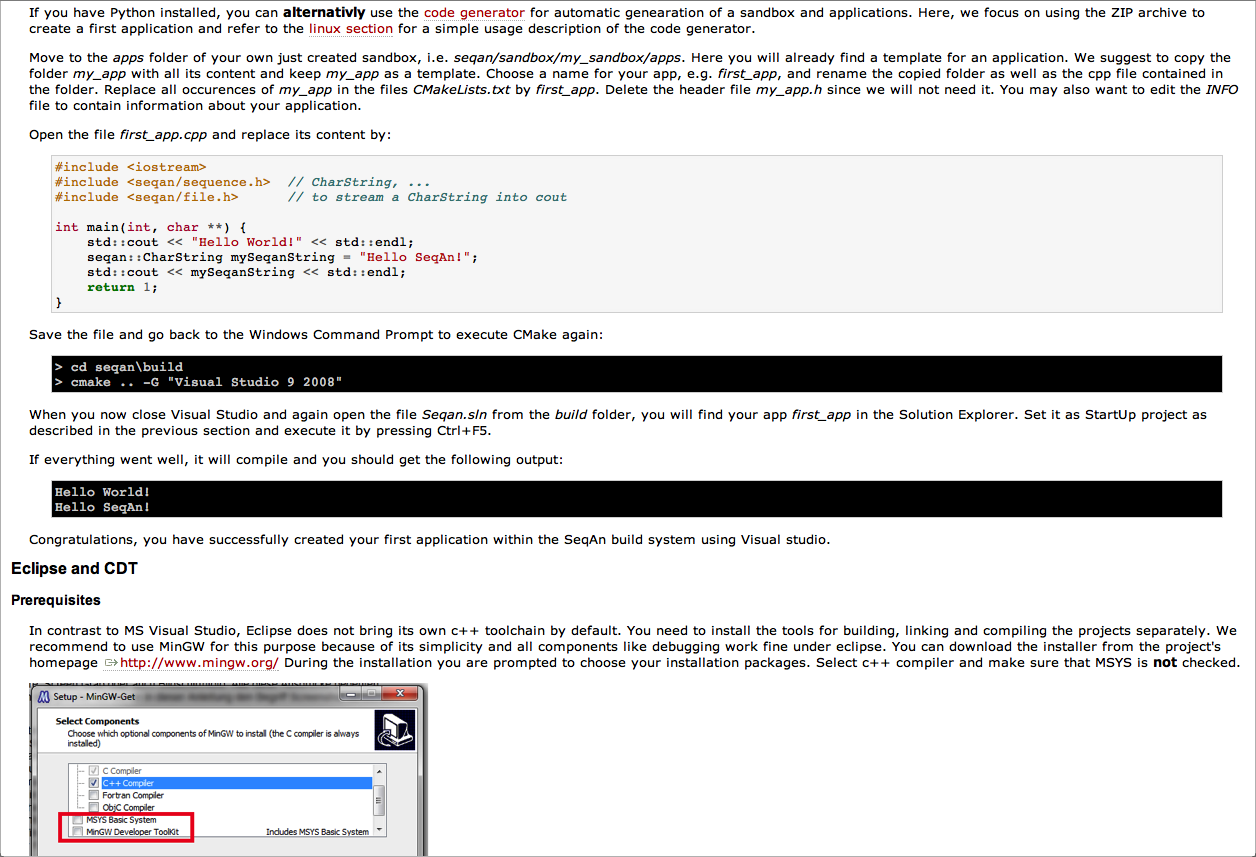 If you have Python installed, you can alternativly use the code generator for automatic genearation of a sandbox and applications. Here, we focus on using the ZIP archive to
create a first application and refer to the linux section for a simple usage description of the code generator.
Move to the apps folder of your own just created sandbox, i.e. seqan/sandbox/my_sandbox/apps. Here you will already find a template for an application. We suggest to copy the
folder my_app with all its content and keep my_app as a template. Choose a name for your app, e.g. first_app, and rename the copied folder as well as the cpp file contained in
the folder. Replace all occurences of my_app in the files CMakeLists.txt by first_app. Delete the header file my_app.h since we will not need it. You may also want to edit the INFO
file to contain information about your application.
Open the file first_app.cpp and replace its content by:
#include <iostream>
#include <seqan/sequence.h>  // CharString, ...
#include <seqan/file.h>      // to stream a CharString into cout
int main(int, char **) {
    std::cout << "Hello World!" << std::endl;
    seqan::CharString mySeqanString = "Hello SeqAn!";
    std::cout << mySeqanString << std::endl;
    return 1;
}
Save the file and go back to the Windows Command Prompt to execute CMake again:
> cd seqan\build
> cmake .. -G "Visual Studio 9 2008"
When you now close Visual Studio and again open the file Seqan.sln from the build folder, you will find your app first_app in the Solution Explorer. Set it as StartUp project as
described in the previous section and execute it by pressing Ctrl+F5.
If everything went well, it will compile and you should get the following output:
Hello World!
Hello SeqAn!
Congratulations, you have successfully created your first application within the SeqAn build system using Visual studio.
Eclipse and CDT
Prerequisites
In contrast to MS Visual Studio, Eclipse does not bring its own c++ toolchain by default. You need to install the tools for building, linking and compiling the projects separately. We
recommend to use MinGW for this purpose because of its simplicity and all components like debugging work fine under eclipse. You can download the installer from the project's
homepage http://www.mingw.org/ During the installation you are prompted to choose your installation packages. Select c++ compiler and make sure that MSYS is not checked.
Setup - MinGW-Get
Select Components
Choose which optional components of MinGW to install (the C compiler is always
installed)
C Compiler
C++ Compiler
Fortran Compiler
ObjC Compiler
MSYS Basic System
MinGW Developer ToolKit Includes MSYS Basic System